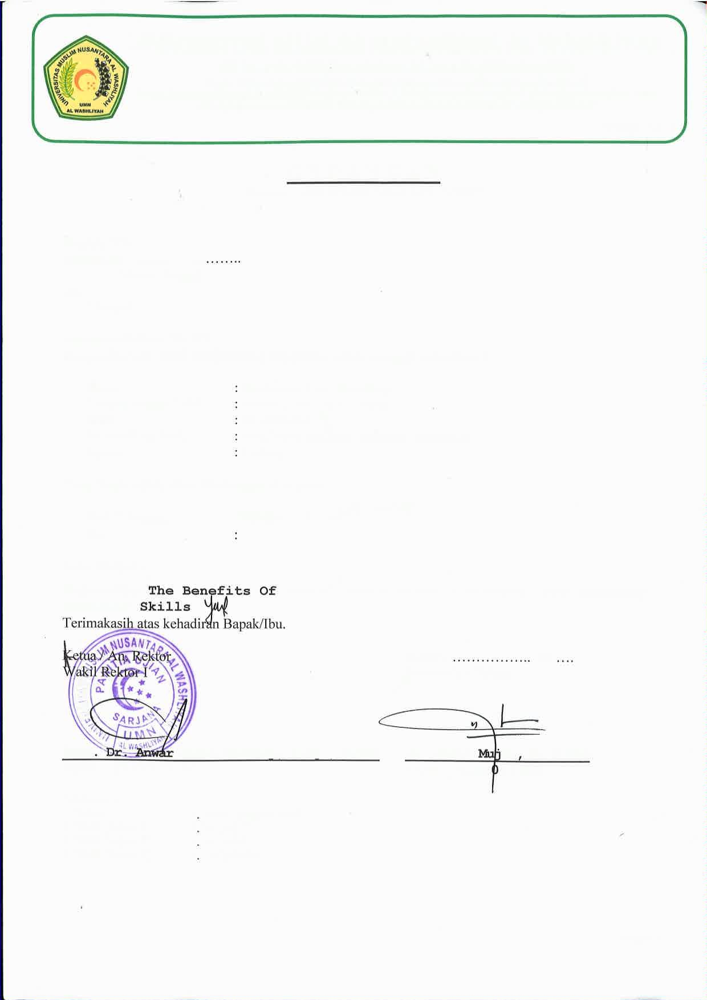 UNIVERSITAS MUSLIM NUSANTARA AL WASHLIYAH
UMN
AL WASHLIYAH
........
:
:
:
:
:
:
The Benefits Of
Skills
Terimakasih atas kehadiran Bapak/Ibu.
Ketua / An. Rektor
Wakil Rektor I
................. ....
MUSLIM NUSANTARA AL WASHLIYAH
PANITIA UJIAN
SARJANA
UMN
AL WASHLIYAH
. Dr. Anwar
Muj ,
p
.
.
.
.